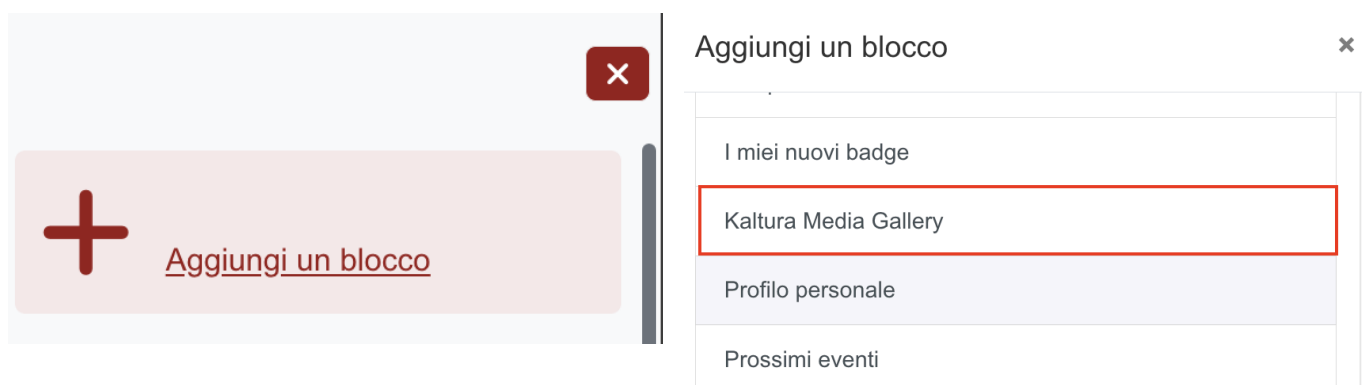 Aggiungi un blocco
Aggiungi un blocco
I miei nuovi badge
Kaltura Media Gallery
Profilo personale
Prossimi eventi